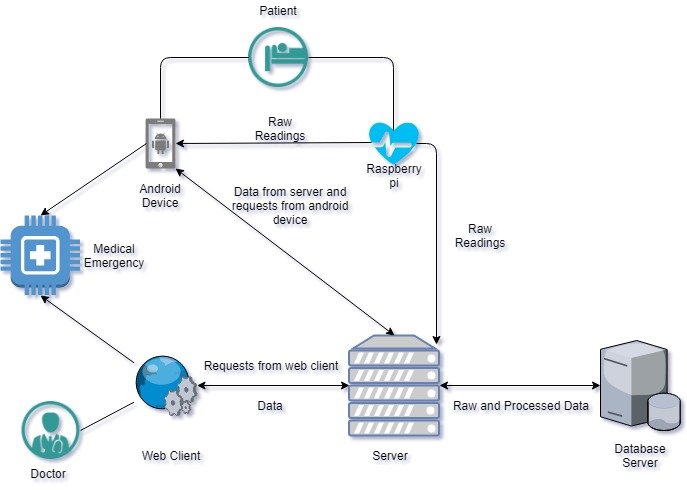 Patient
Raw
Readings
Raspberry
pi
Android
Device
Data from server and
requests from android
device
Raw
Readings
Medical
Emergency
Requests from web client
Data
Raw and Processed Data
Doctor
Web Client
Server
Database
Server